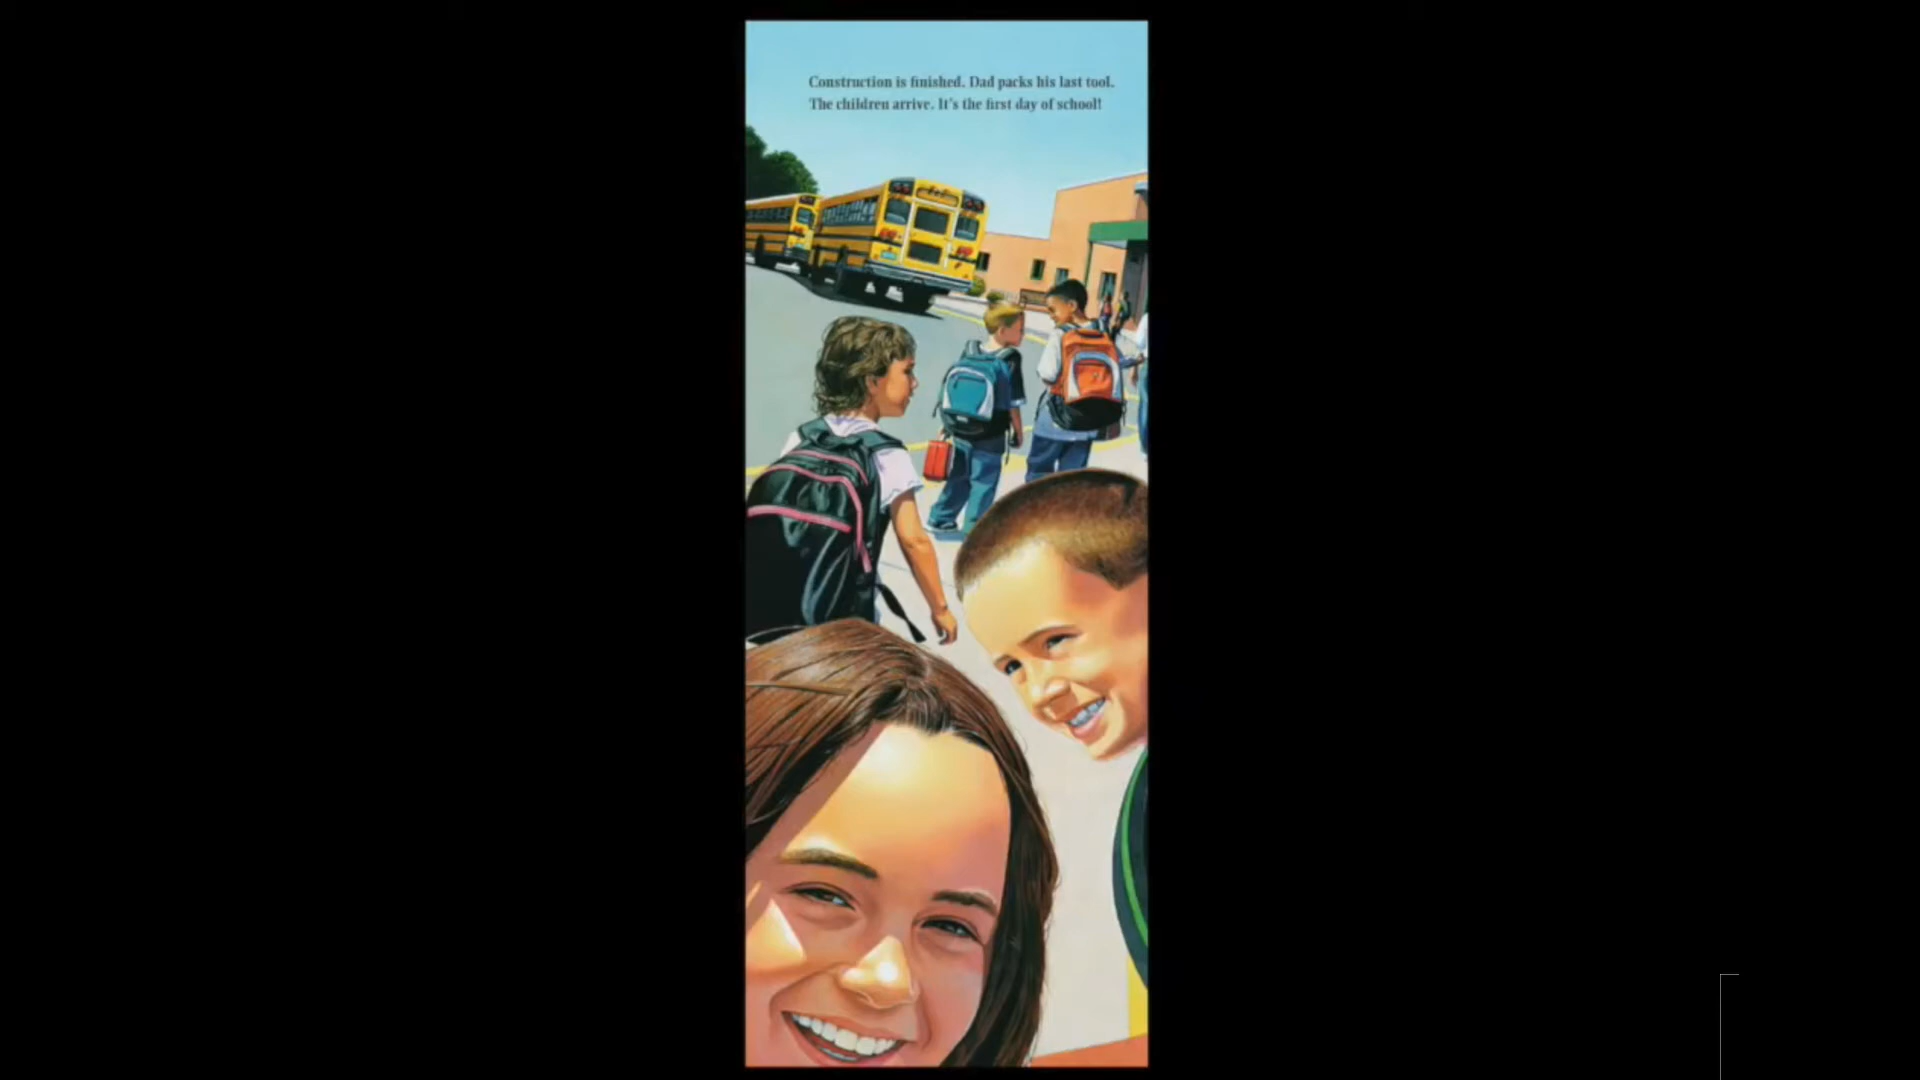 Construction is finished. Dad packs his last tool.
The children arrive. It's the first day of school!